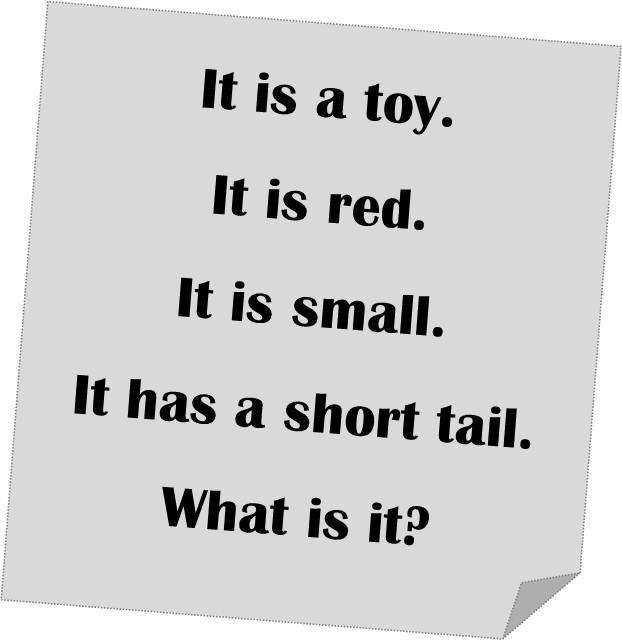 It is a toy.
It is red.
It is small.
It has a short tail.
What is it?